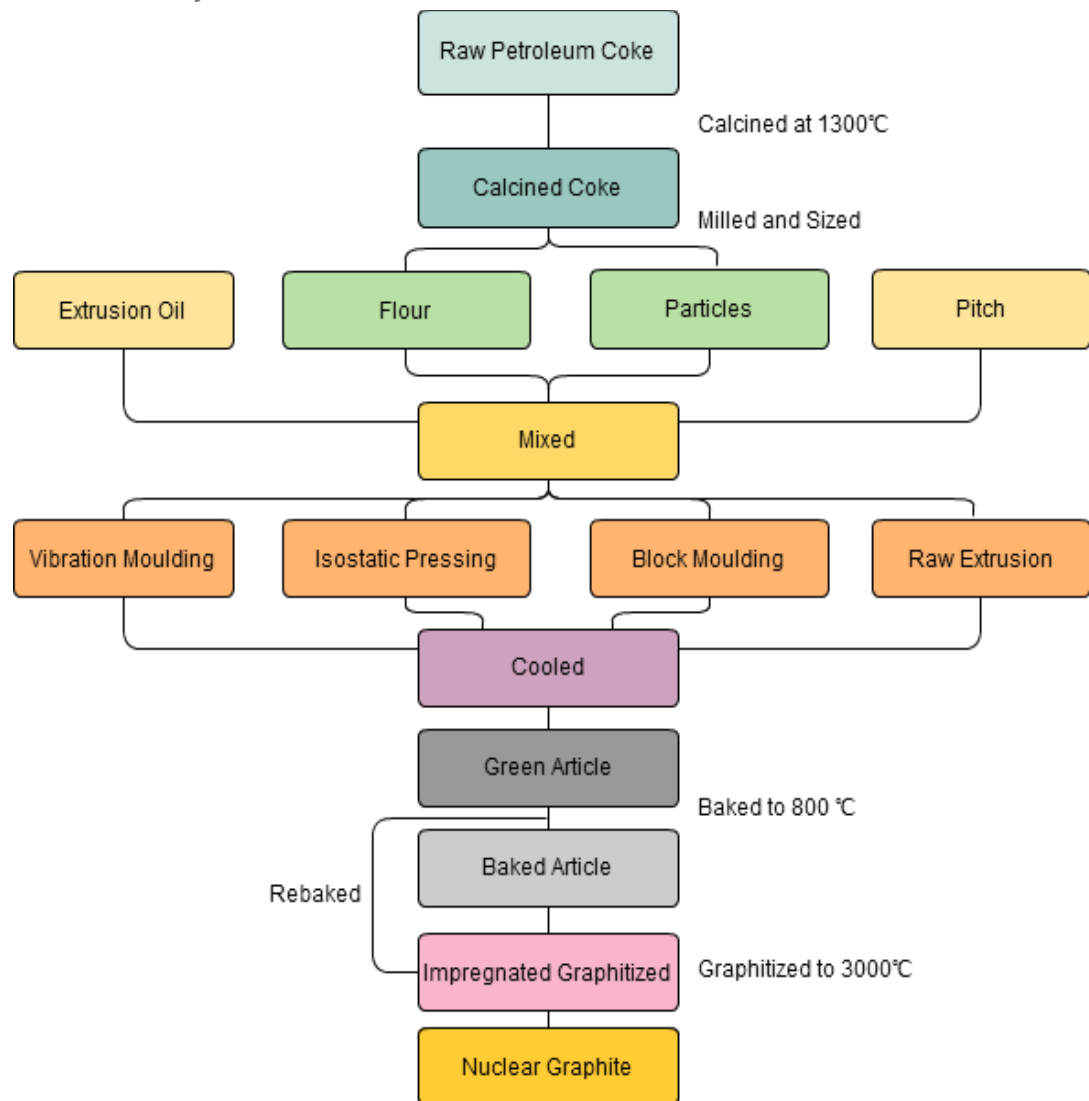 Raw Petroleum Coke
Calcined at 1300℃
Calcined Coke
Milled and Sized
Extrusion Oil
Flour
Particles
Pitch
Mixed
Vibration Moulding
Isostatic Pressing
Block Moulding
Raw Extrusion
Cooled
Green Article
Baked to 800 ℃
Baked Article
Rebaked
Impregnated Graphitized
Graphitized to 3000℃
Nuclear Graphite